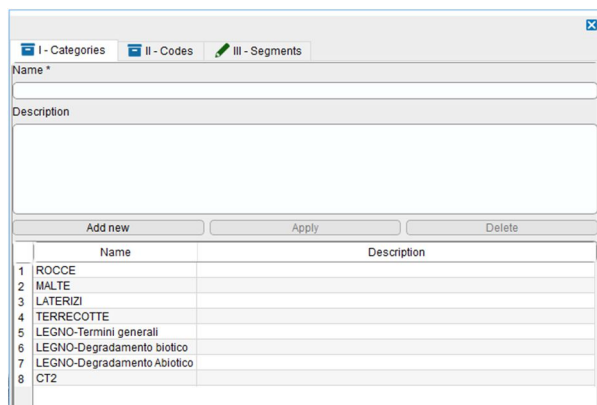 I - Categories II - Codes III - Segments
Name *
Description
Add new Apply Delete
Name Description
1 ROCCE
2 MALTE
3 LATERIZI
4 TERRECOTTE
5 LEGNO-Termini generali
6 LEGNO-Degradamento biotico
7 LEGNO-Degradamento Abiotico
8 CT2